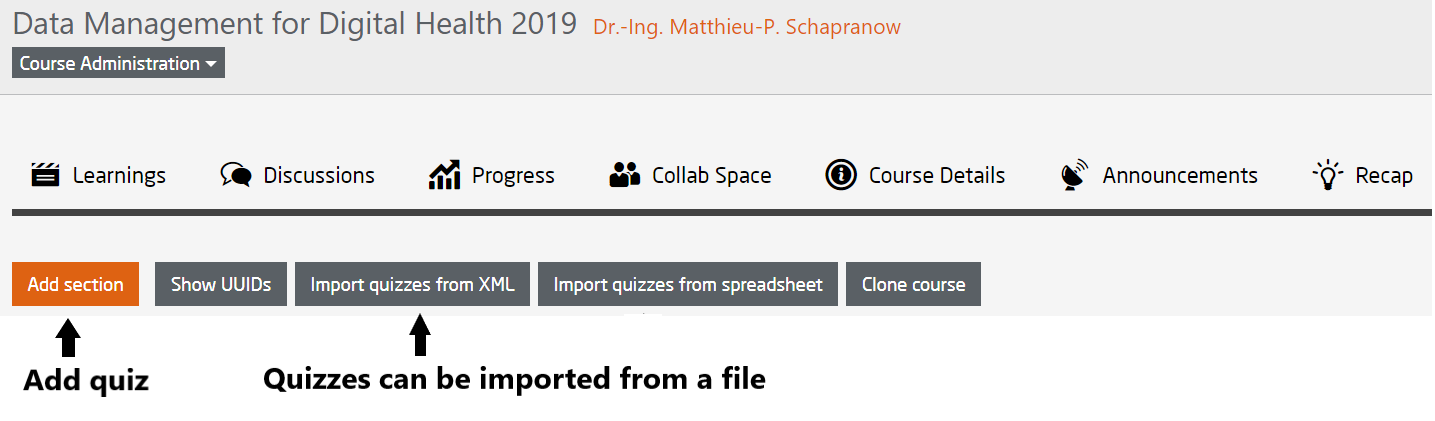 Data Management for Digital Health 2019 Dr.-Ing. Matthieu-P. Schapranow
Course Administration
Learnings Discussions Progress Collab Space Course Details Announcements Recap
Add section Show UUIDs Import quizzes from XML Import quizzes from spreadsheet Clone course
Add quiz Quizzes can be imported from a file